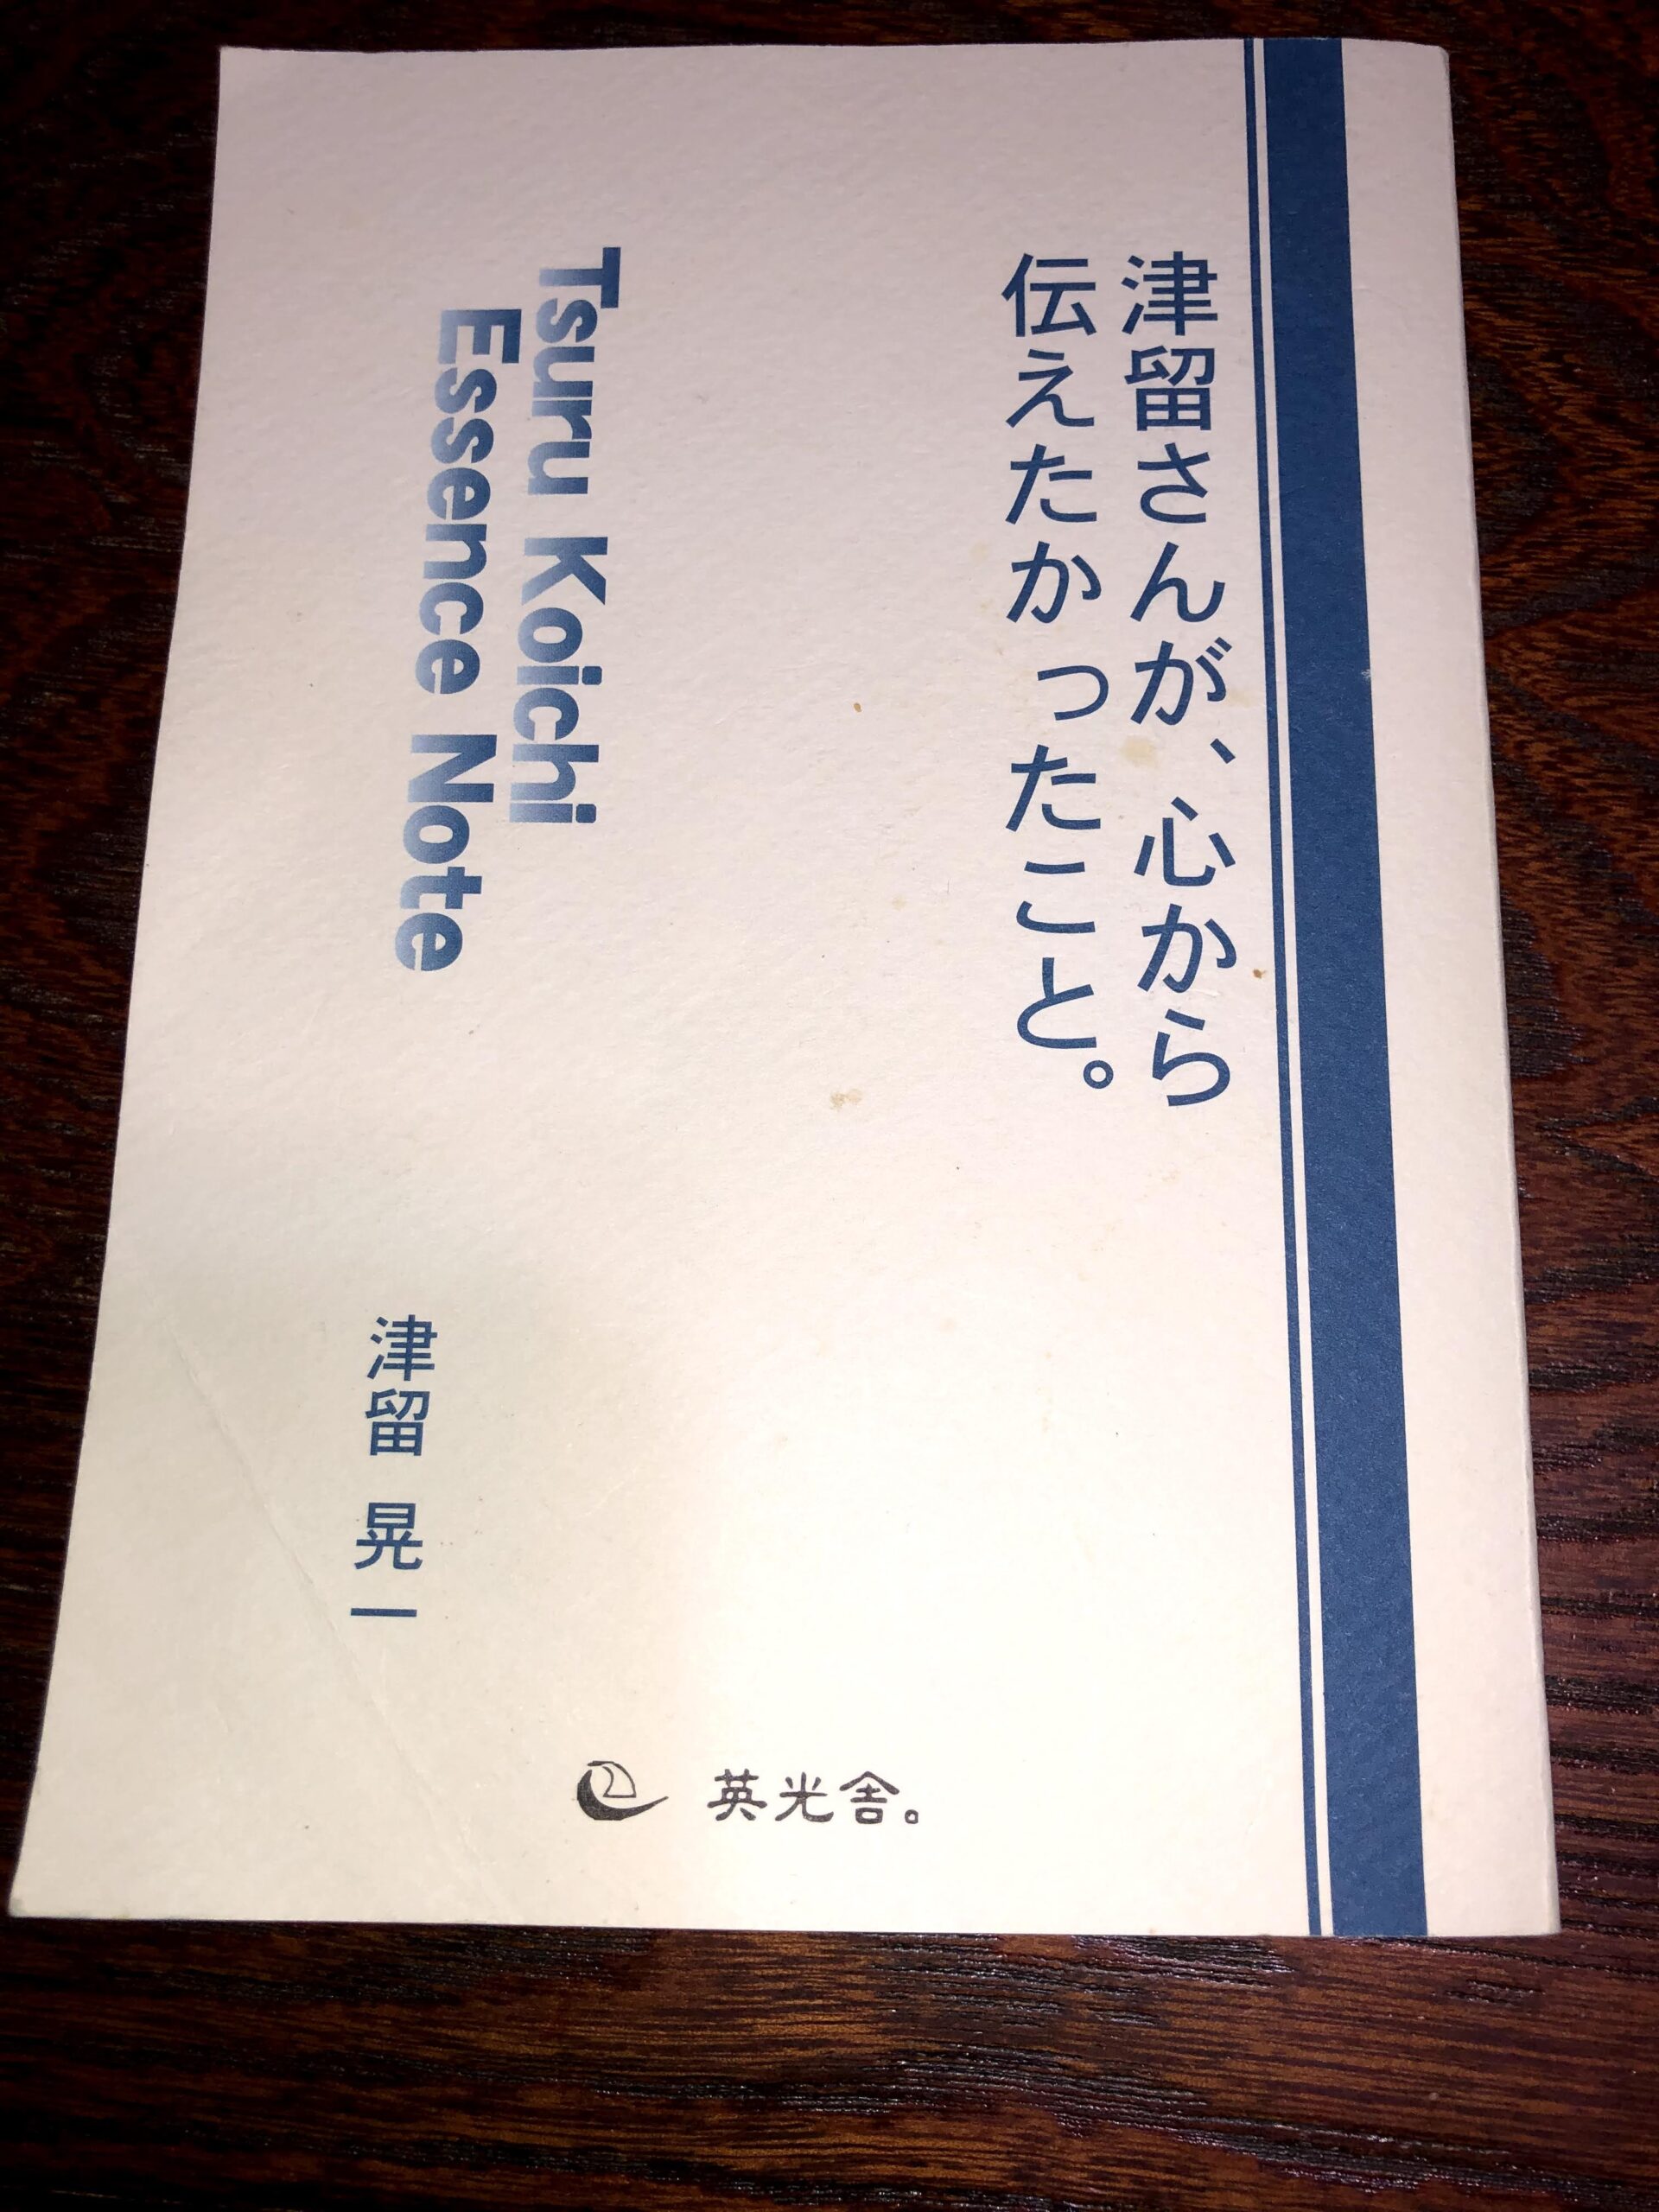 津留さんが、心から
伝えたかったこと。
Tsuru Koichi
Essence Note
津留 晃一
英光舎。